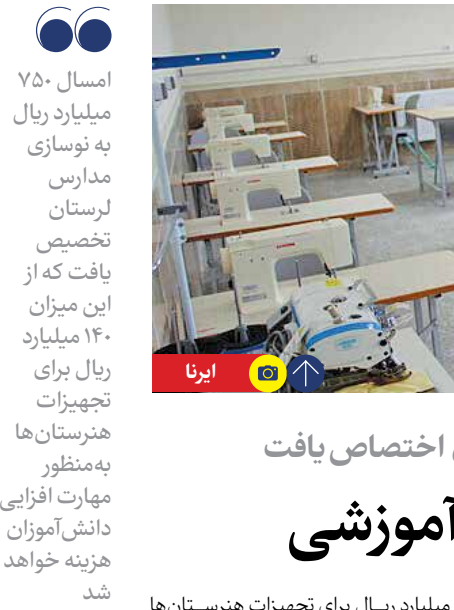 امسال ۷۵۰
میلیارد ریال
به نوسازی
مدارس
لرستان
تخصیص
یافت که از
این میزان
۱۴۰ میلیارد
ریال برای
تجهیزات
هنرستان‌ها
به‌منظور
مهارت افزایی
دانش‌آموزان
هزینه خواهد
شد
ایرنا
اختصاص یافت
آموزشی
میلیارد ریـال برای تجهیزات هنرسـتان‌ها